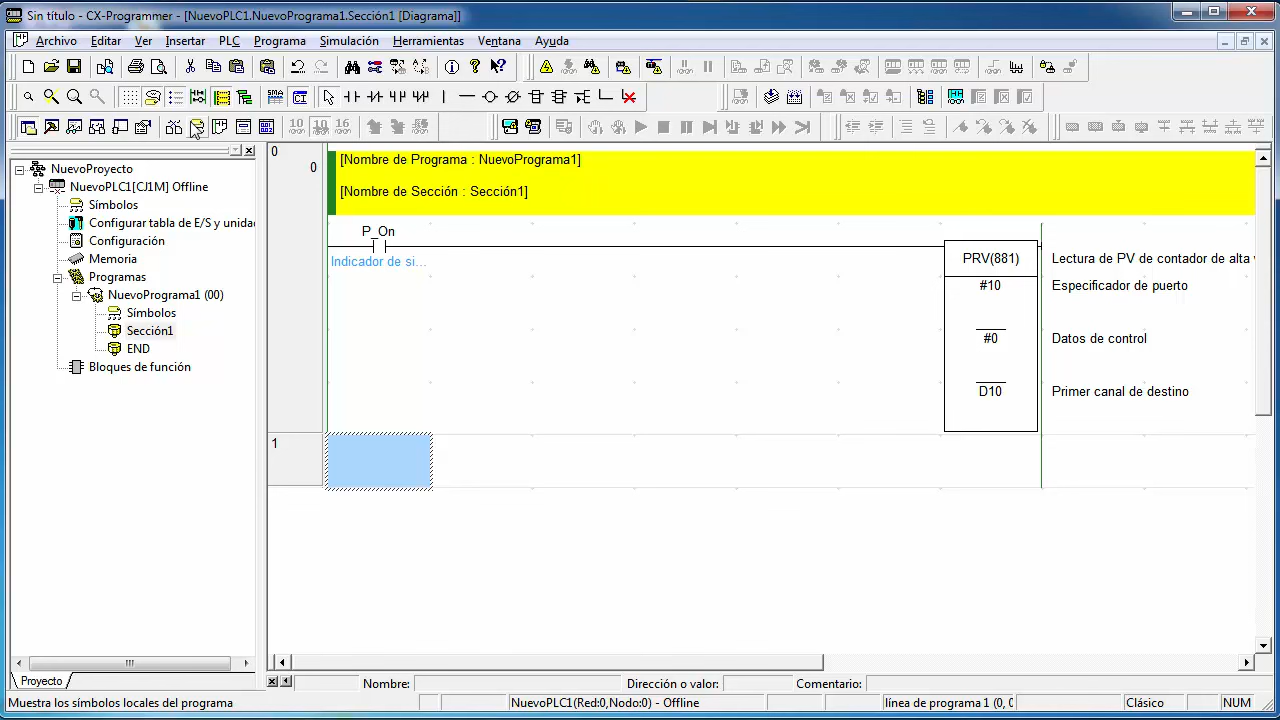 Sin título - CX-Programmer - [NuevoPLC1.NuevoPrograma1.Sección1 [Diagrama]]
Archivo Editar Ver Insertar PLC Programa Simulación Herramientas Ventana Ayuda
SMA
10 10 16
NuevoProyecto
NuevoPLC1[CJ1M] Offline
Símbolos
Configurar tabla de E/S y unidad
Configuración
Memoria
Programas
NuevoPrograma1 (00)
Símbolos
Sección1
END
Bloques de función
Proyecto
0
0
[Nombre de Programa : NuevoPrograma1]
[Nombre de Sección : Sección1]
P_On
Indicador de si...
PRV(881) Lectura de PV de contador de alta
#10 Especificador de puerto
#0 Datos de control
D10 Primer canal de destino
1
Nombre: Dirección o valor: Comentario:
Muestra los símbolos locales del programa NuevoPLC1(Red:0,Nodo:0) - Offline línea de programa 1 (0, 0 Clásico NUM